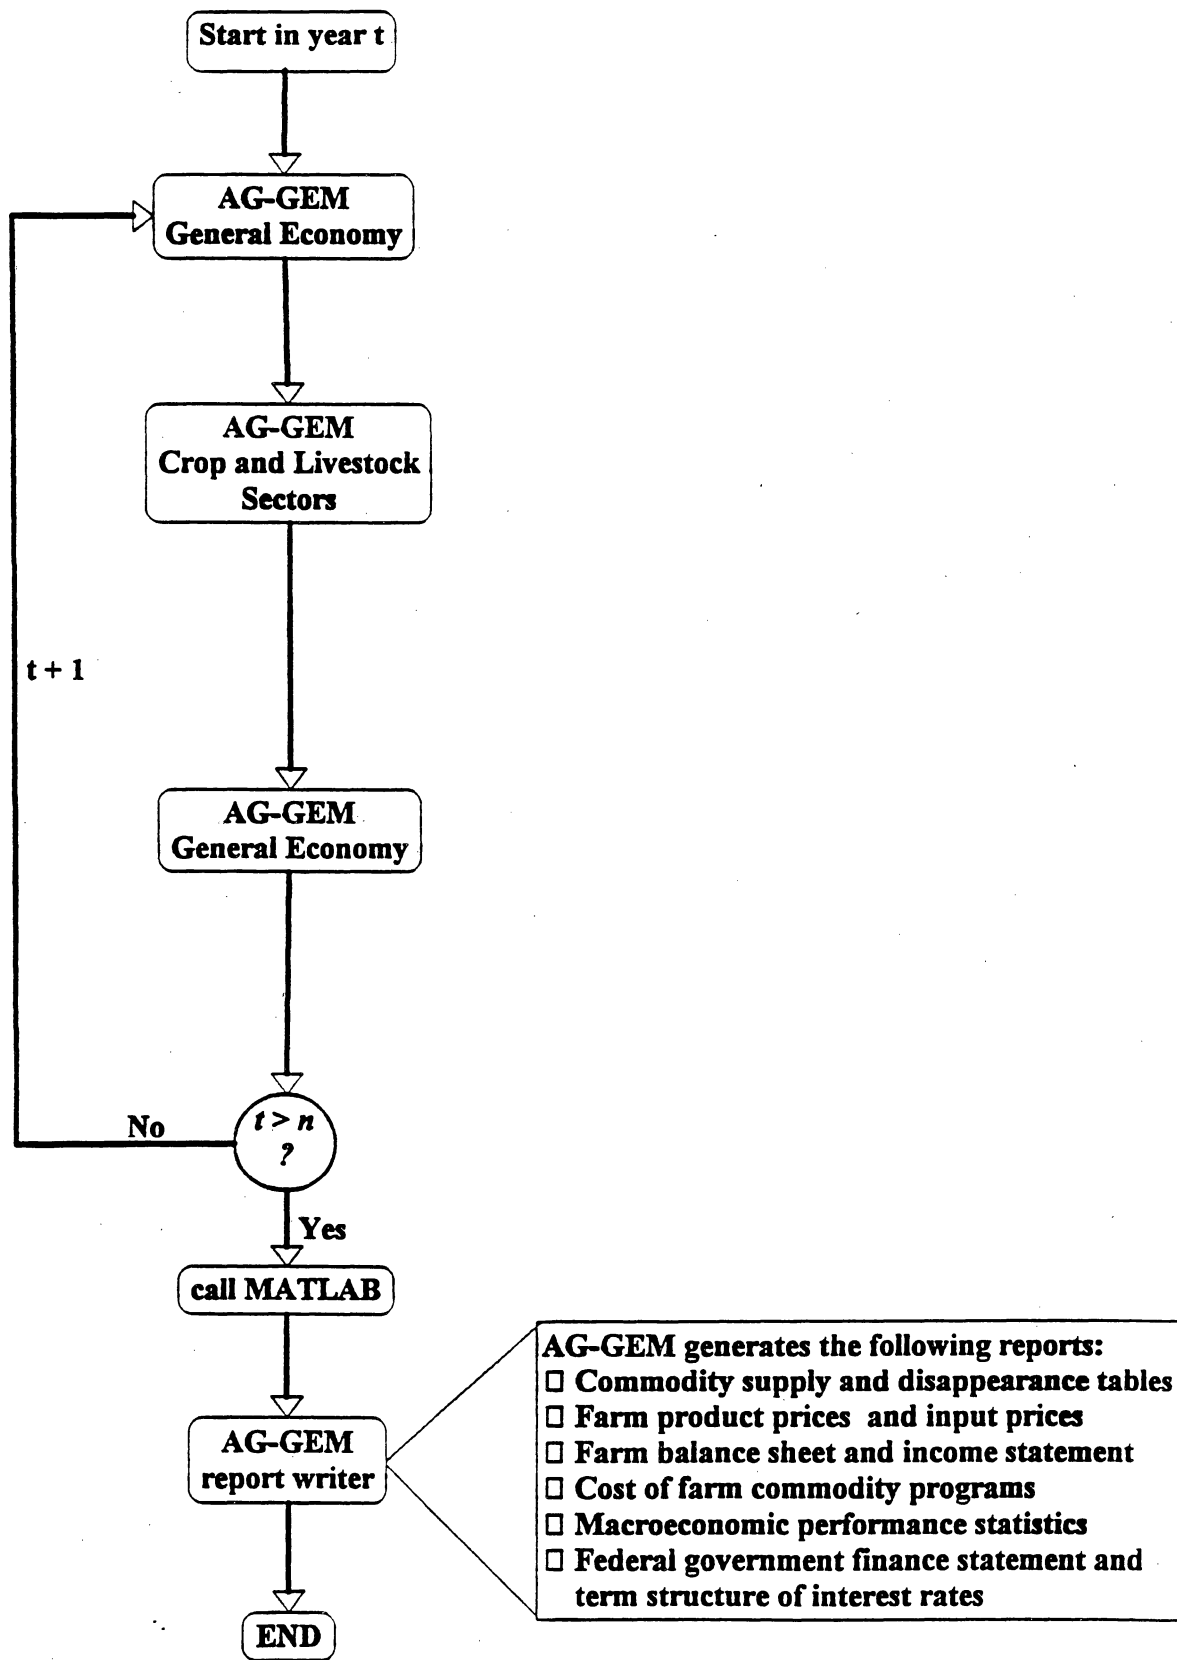 Start in year t
AG-GEM
General Economy
AG-GEM
Crop and Livestock
Sectors
t + 1
AG-GEM
General Economy
No
t > n
?
Yes
call MATLAB
AG-GEM
report writer
AG-GEM generates the following reports:
☐ Commodity supply and disappearance tables
☐ Farm product prices and input prices
☐ Farm balance sheet and income statement
☐ Cost of farm commodity programs
☐ Macroeconomic performance statistics
☐ Federal government finance statement and
term structure of interest rates
END